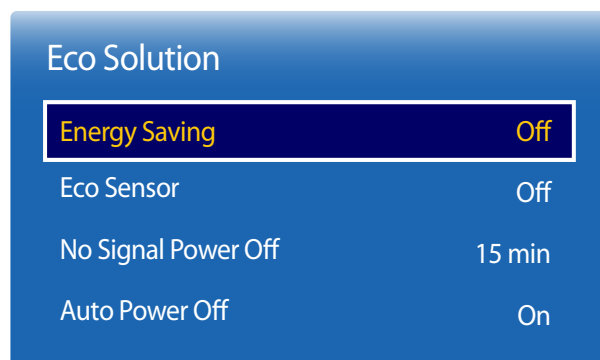 Eco Solution
Energy Saving Off
Eco Sensor Off
No Signal Power Off 15 min
Auto Power Off On